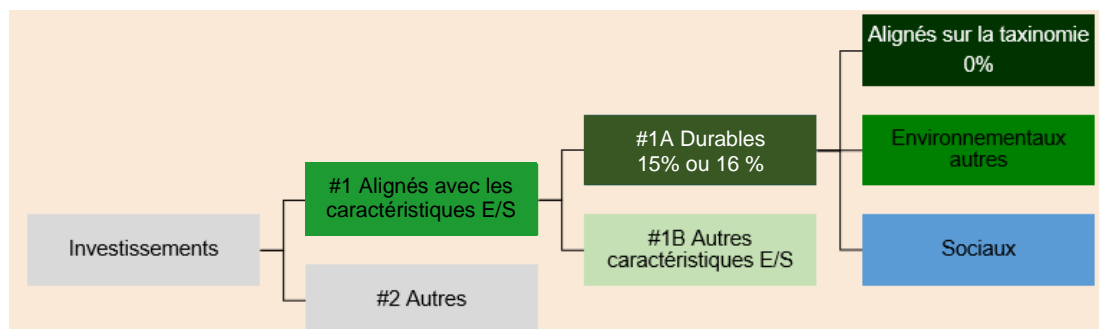 Investissements
#1 Alignés avec les
caractéristiques E/S
#2 Autres
#1A Durables
15% ou 16 %
#1B Autres
caractéristiques E/S
Alignés sur la taxinomie
0%
Environnementaux
autres
Sociaux